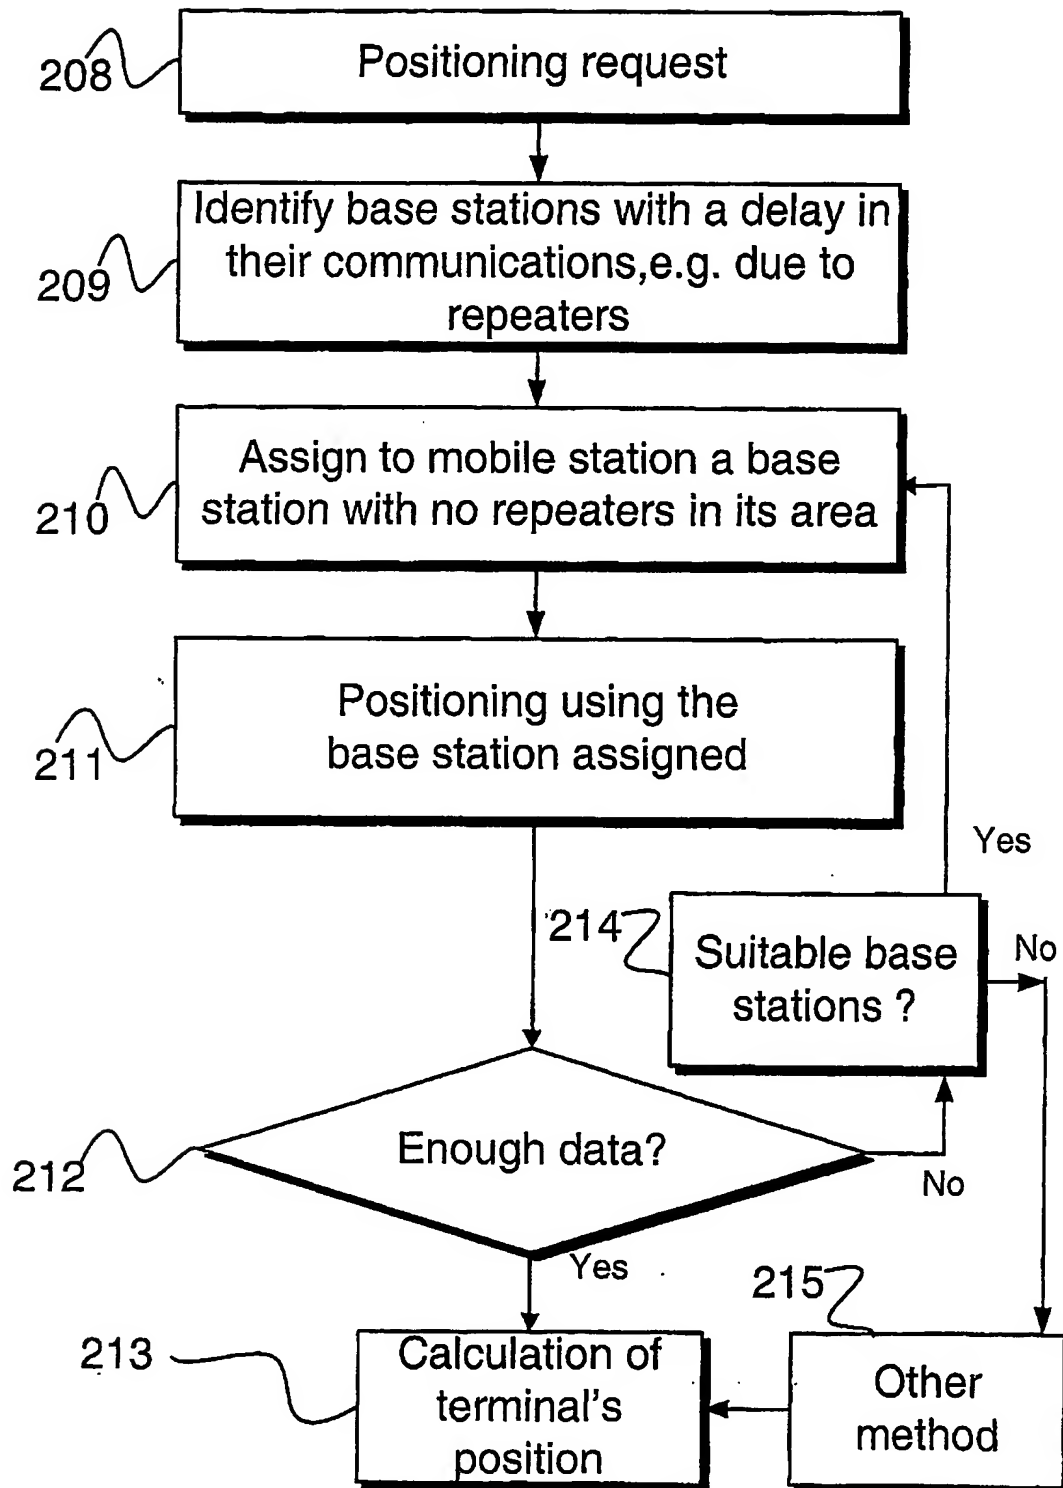 208
Positioning request
209
Identify base stations with a delay in
their communications,e.g. due to
repeaters
210
Assign to mobile station a base
station with no repeaters in its area
211
Positioning using the
base station assigned
Yes
214
Suitable base
stations ?
No
212
Enough data?
No
Yes
215
213
Calculation of
terminal's
position
Other
method